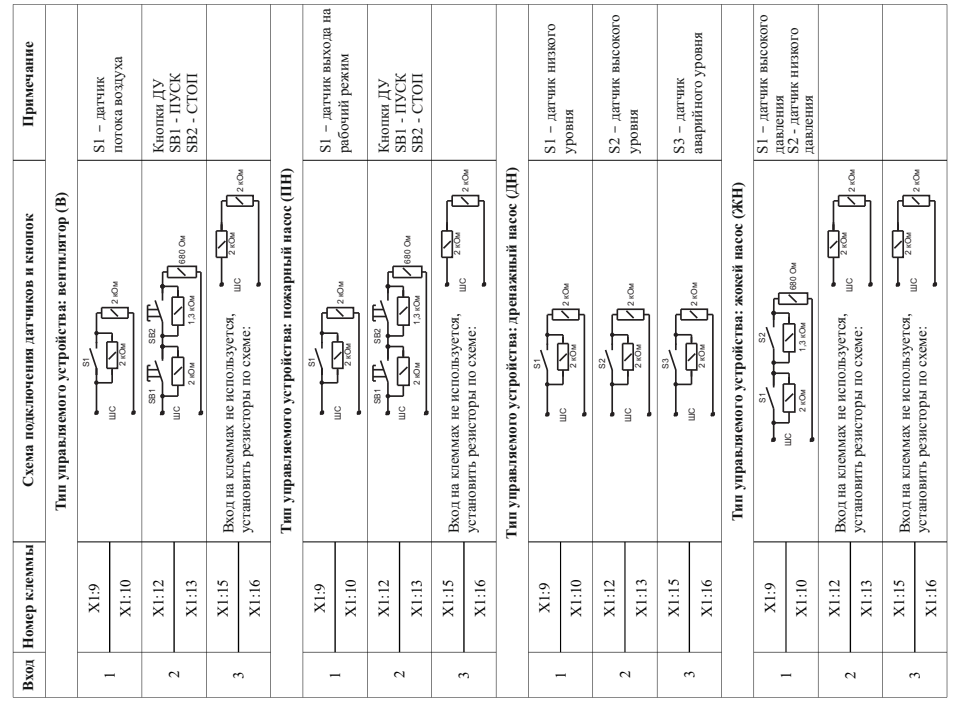 Вход Номер клеммы Схема подключения датчиков и кнопок Примечание
Тип управляемого устройства: вентилятор (В)
1
X1:9
X1:10
S1
2 кОм
2 кОм
ШС
S1 – датчик
потока воздуха
2
X1:12
X1:13
SB1
SB2
2 кОм
1,3 кОм
680 Ом
ШС
Кнопки ДУ
SB1 - ПУСК
SB2 - СТОП
3
X1:15
X1:16
Вход на клеммах не используется,
установить резисторы по схеме:
ШС
2 кОм
2 кОм
Тип управляемого устройства: пожарный насос (ПН)
1
X1:9
X1:10
S1
2 кОм
2 кОм
ШС
S1 – датчик выхода на
рабочий режим
2
X1:12
X1:13
SB1
SB2
2 кОм
1,3 кОм
680 Ом
ШС
Кнопки ДУ
SB1 - ПУСК
SB2 - СТОП
3
X1:15
X1:16
Вход на клеммах не используется,
установить резисторы по схеме:
ШС
2 кОм
2 кОм
Тип управляемого устройства: дренажный насос (ДН)
1
X1:9
X1:10
S1
2 кОм
2 кОм
ШС
S1 – датчик низкого
уровня
2
X1:12
X1:13
S2
2 кОм
2 кОм
ШС
S2 – датчик высокого
уровня
3
X1:15
X1:16
S3
2 кОм
2 кОм
ШС
S3 – датчик
аварийного уровня
Тип управляемого устройства: жокей насос (ЖН)
1
X1:9
X1:10
S1
S2
2 кОм
1,3 кОм
680 Ом
ШС
S1 – датчик высокого
давления
S2 - датчик низкого
давления
2
X1:12
X1:13
Вход на клеммах не используется,
установить резисторы по схеме:
ШС
2 кОм
2 кОм
3
X1:15
X1:16
Вход на клеммах не используется,
установить резисторы по схеме:
ШС
2 кОм
2 кОм